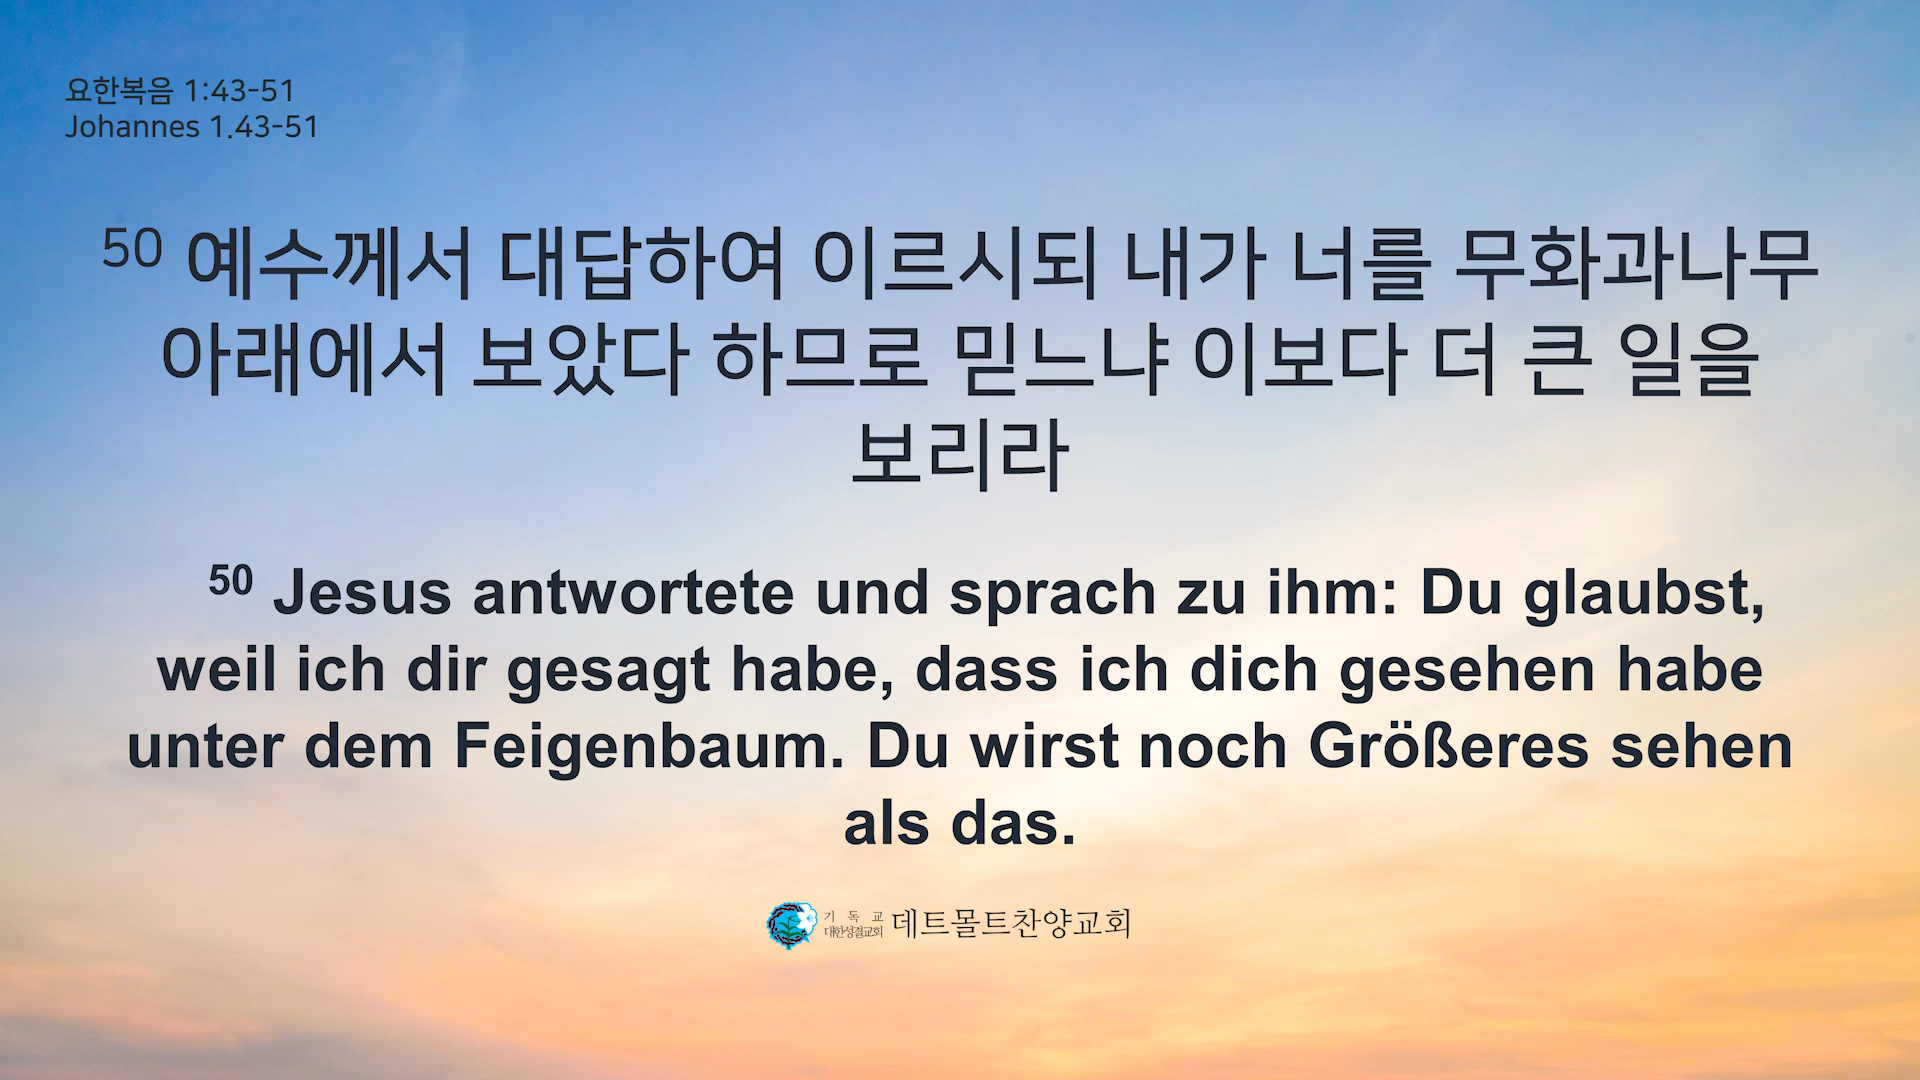 요한복음 1:43-51
Johannes 1.43-51
50 예수께서 대답하여 이르시되 내가 너를 무화과나무
아래에서 보았다 하므로 믿느냐 이보다 더 큰 일을
보리라
50 Jesus antwortete und sprach zu ihm: Du glaubst,
weil ich dir gesagt habe, dass ich dich gesehen habe
unter dem Feigenbaum. Du wirst noch Größeres sehen
als das.
기 독 교
대한성결교회
데트몰트찬양교회